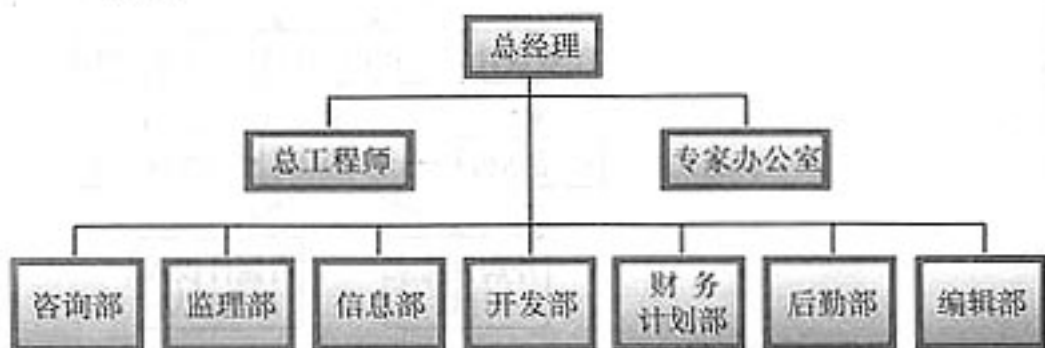 总经理
总工程师
专家办公室
咨询部
监理部
信息部
开发部
财 务
计划部
后勤部
编辑部